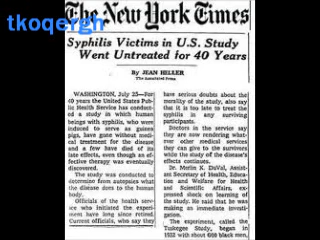 The New York Times
tkoqergh
Syphilis Victims in U.S. Study
Went Untreated for 40 Years
By JEAN HELLER
The Associated Press
WASHINGTON, July 25—For
40 years the United States Pub-
lic Health Service has conduct-
ed a study in which human
beings with syphilis, who were
induced to serve as guinea
pigs, have gone without med-
ical treatment for the disease
and a few have died of its
late effects, even though an ef-
fective therapy was eventually
discovered.
The study was conducted to
determine from autopsies what
the disease does to the human
body.
Officials of the health serv-
ice who initiated the experi-
ment have long since retired.
Current officials, who say they
have serious doubts about the
morality of the study, also say
that it is too late to treat the
syphilis in any surviving
participants.
Doctors in the service say
they are now rendering what-
ever other medical services
they can give to the survivors
while the study of the disease's
effects continues.
Dr. Merlin K. DuVal, Assist-
ant Secretary of Health, Educa-
tion and Welfare for Health
and Scientific Affairs, ex-
pressed shock on learning of
the study. He said that he was
making an immediate investi-
gation.
The experiment, called the
Tuskegee Study, began in
1932 with about 600 black men,